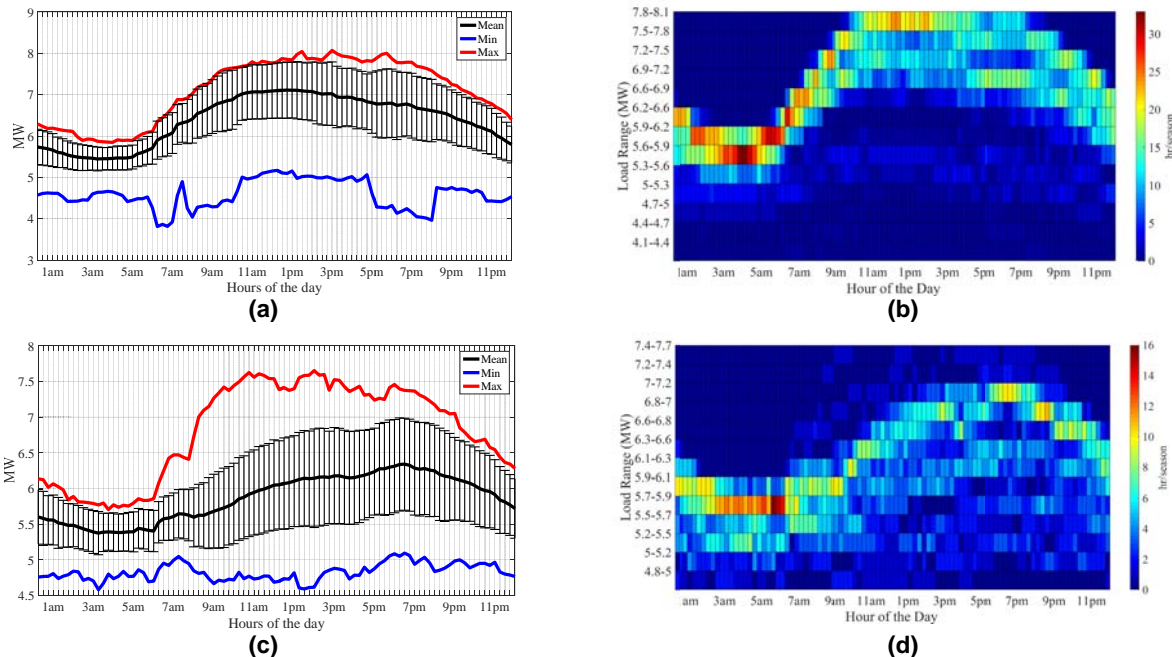 9
8
7
6
5
4
3
MW
Mean
Min
Max
1am 3am 5am 7am 9am 11am 1pm 3pm 5pm 7pm 9pm 11pm
Hours of the day
(a)
7.8-8.1
7.5-7.8
7.2-7.5
6.9-7.2
6.6-6.9
6.2-6.6
5.9-6.2
5.6-5.9
5.3-5.6
5-5.3
4.7-5
4.4-4.7
4.1-4.4
Load Range (MW)
1am 3am 5am 7am 9am 11am 1pm 3pm 5pm 7pm 9pm 11pm
Hour of the Day
30
25
20
15
10
5
0
hr/season
(b)
8
7.5
7
6.5
6
5.5
5
4.5
MW
Mean
Min
Max
1am 3am 5am 7am 9am 11am 1pm 3pm 5pm 7pm 9pm 11pm
Hours of the day
(c)
7.4-7.7
7.2-7.4
7-7.2
6.8-7
6.6-6.8
6.3-6.6
6.1-6.3
5.9-6.1
5.7-5.9
5.5-5.7
5.2-5.5
5-5.2
4.8-5
Load Range (MW)
am 3am 5am 7am 9am 11am 1pm 3pm 5pm 7pm 9pm 11pm
Hour of the Day
16
14
12
10
8
6
4
2
0
hr/season
(d)